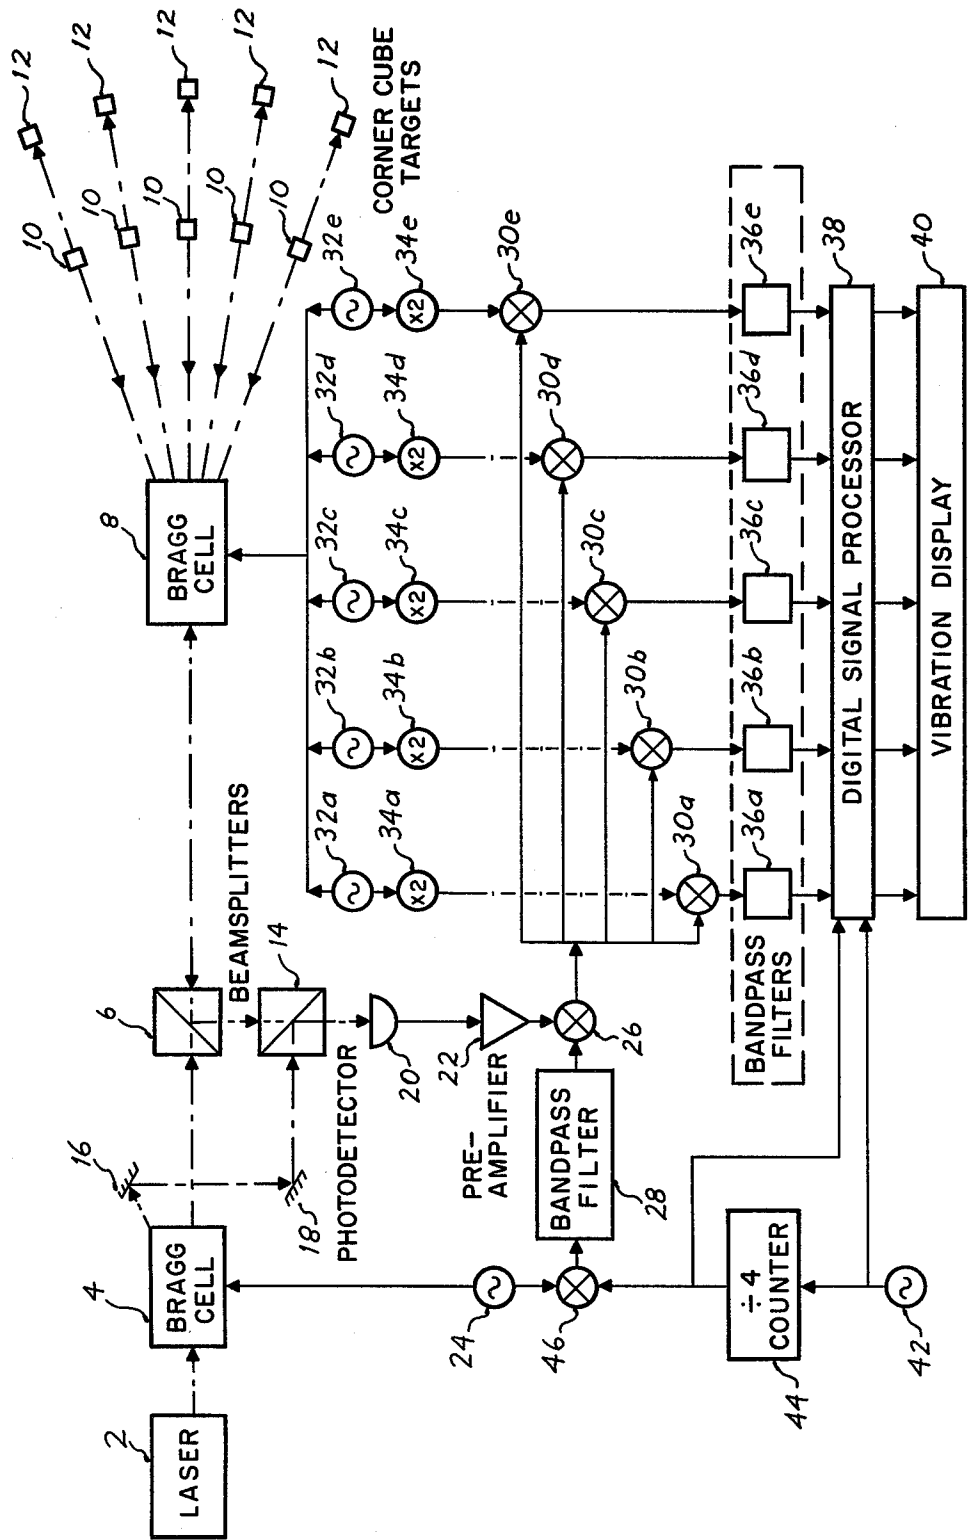 2
LASER
4
BRAGG
CELL
16
18
6
BEAMSPLITTERS
14
PHOTODETECTOR
20
8
BRAGG
CELL
10
10
10
10
10
12
12
12
12
12
CORNER CUBE
TARGETS
24
PRE-
AMPLIFIER
22
32a
32b
32c
32d
32e
34a
34b
34c
34d
34e
x2
x2
x2
x2
x2
46
BANDPASS
FILTER
28
26
30a
30b
30c
30d
30e
44
÷4
COUNTER
42
BANDPASS
FILTERS
36a
36b
36c
36d
36e
DIGITAL SIGNAL PROCESSOR
38
VIBRATION DISPLAY
40